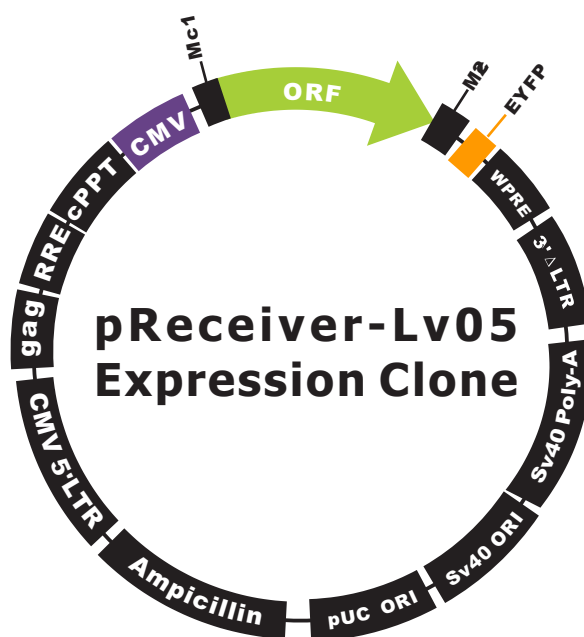 Mc1
ORF
M2
EYFP
WPRE
3'△LTR
Sv40 Poly-A
Sv40 ORI
pUC ORI
Ampicillin
CMV 5'LTR
gag
RRE
cPPT
CMV
pReceiver-Lv05
Expression Clone